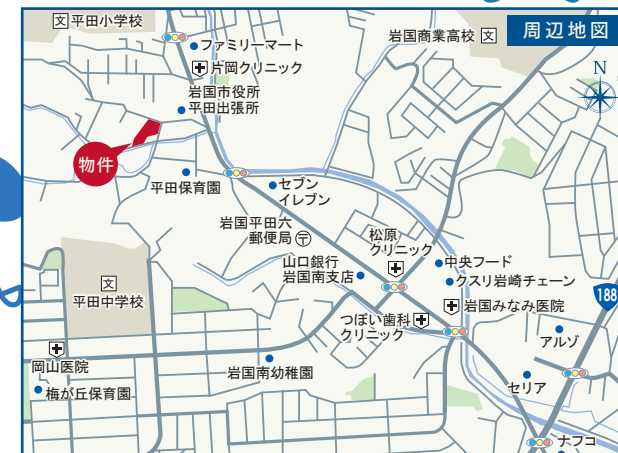 周辺地図
文 平田小学校
ファミリーマート
岩国商業高校 文
片岡クリニック
N
岩国市役所
平田出張所
物件
平田保育園
セブン
イレブン
岩国平田六
郵便局
松原
クリニック
山口銀行
岩国南支店
中央フード
クスリ岩崎チェーン
文
平田中学校
188
岩国みなみ医院
つぼい歯科
クリニック
アルゾ
岡山医院
岩国南幼稚園
梅が丘保育園
セリア
ナフコ